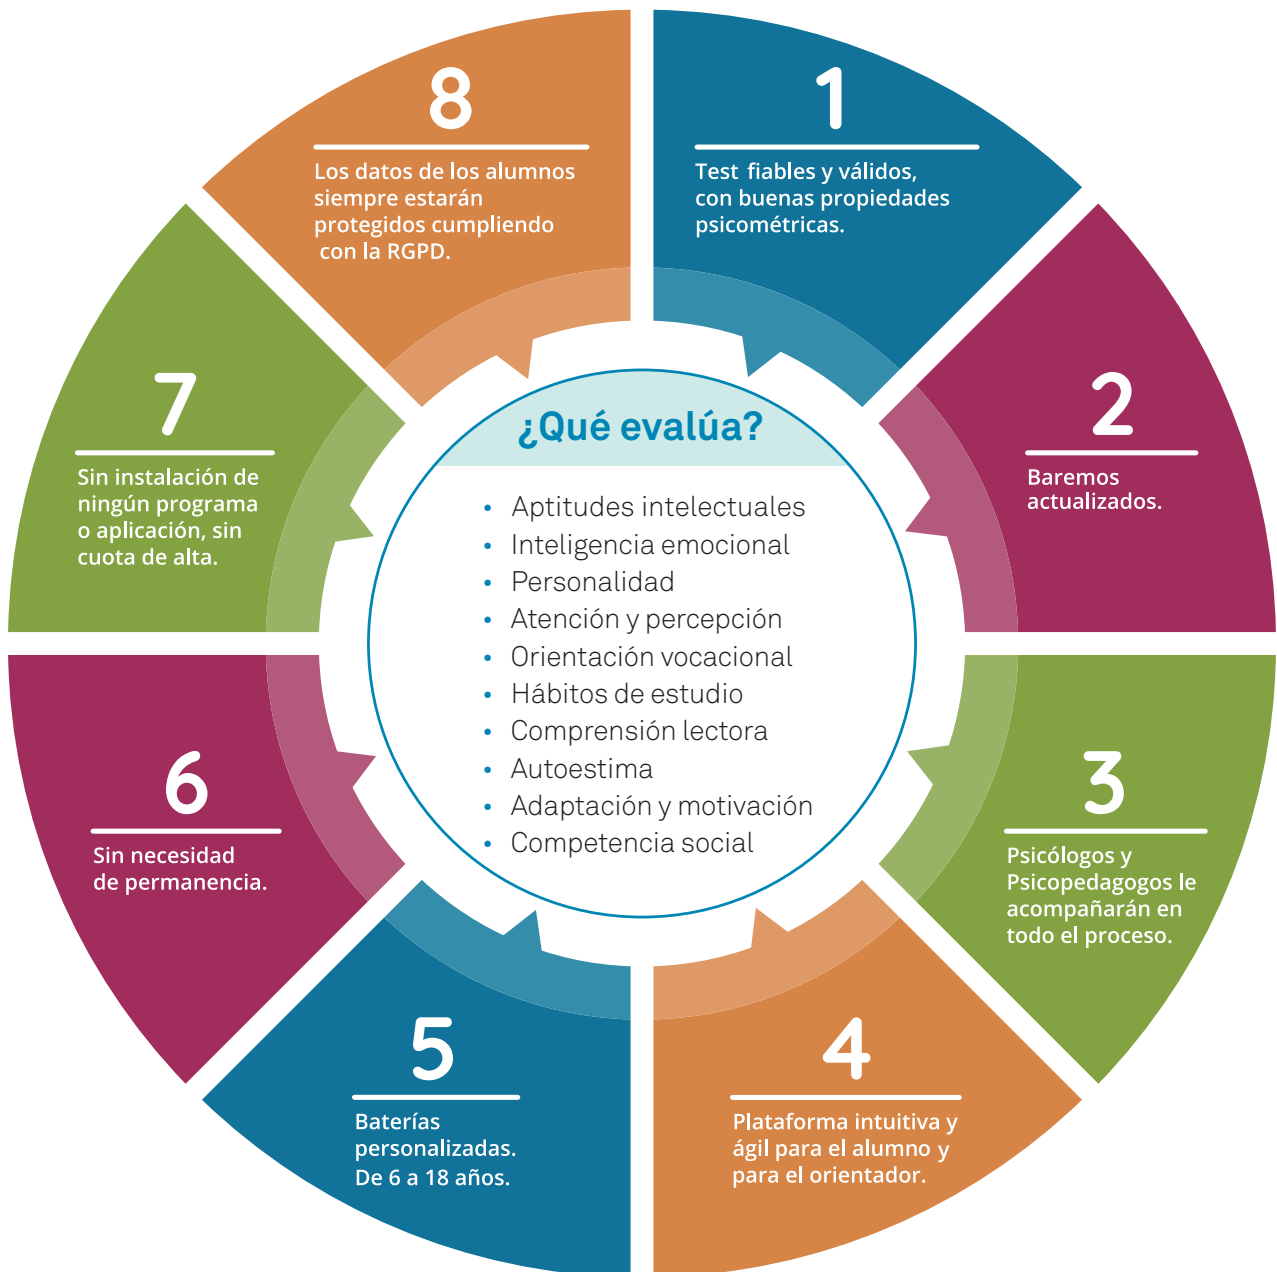 1
Test fiables y válidos,
con buenas propiedades
psicométricas.
2
Baremos
actualizados.
3
Psicólogos y
Psicopedagogos le
acompañarán en
todo el proceso.
4
Plataforma intuitiva y
ágil para el alumno y
para el orientador.
5
Baterías
personalizadas.
De 6 a 18 años.
6
Sin necesidad
de permanencia.
7
Sin instalación de
ningún programa
o aplicación, sin
cuota de alta.
8
Los datos de los alumnos
siempre estarán
protegidos cumpliendo
con la RGPD.
¿Qué evalúa?
• Aptitudes intelectuales
• Inteligencia emocional
• Personalidad
• Atención y percepción
• Orientación vocacional
• Hábitos de estudio
• Comprensión lectora
• Autoestima
• Adaptación y motivación
• Competencia social